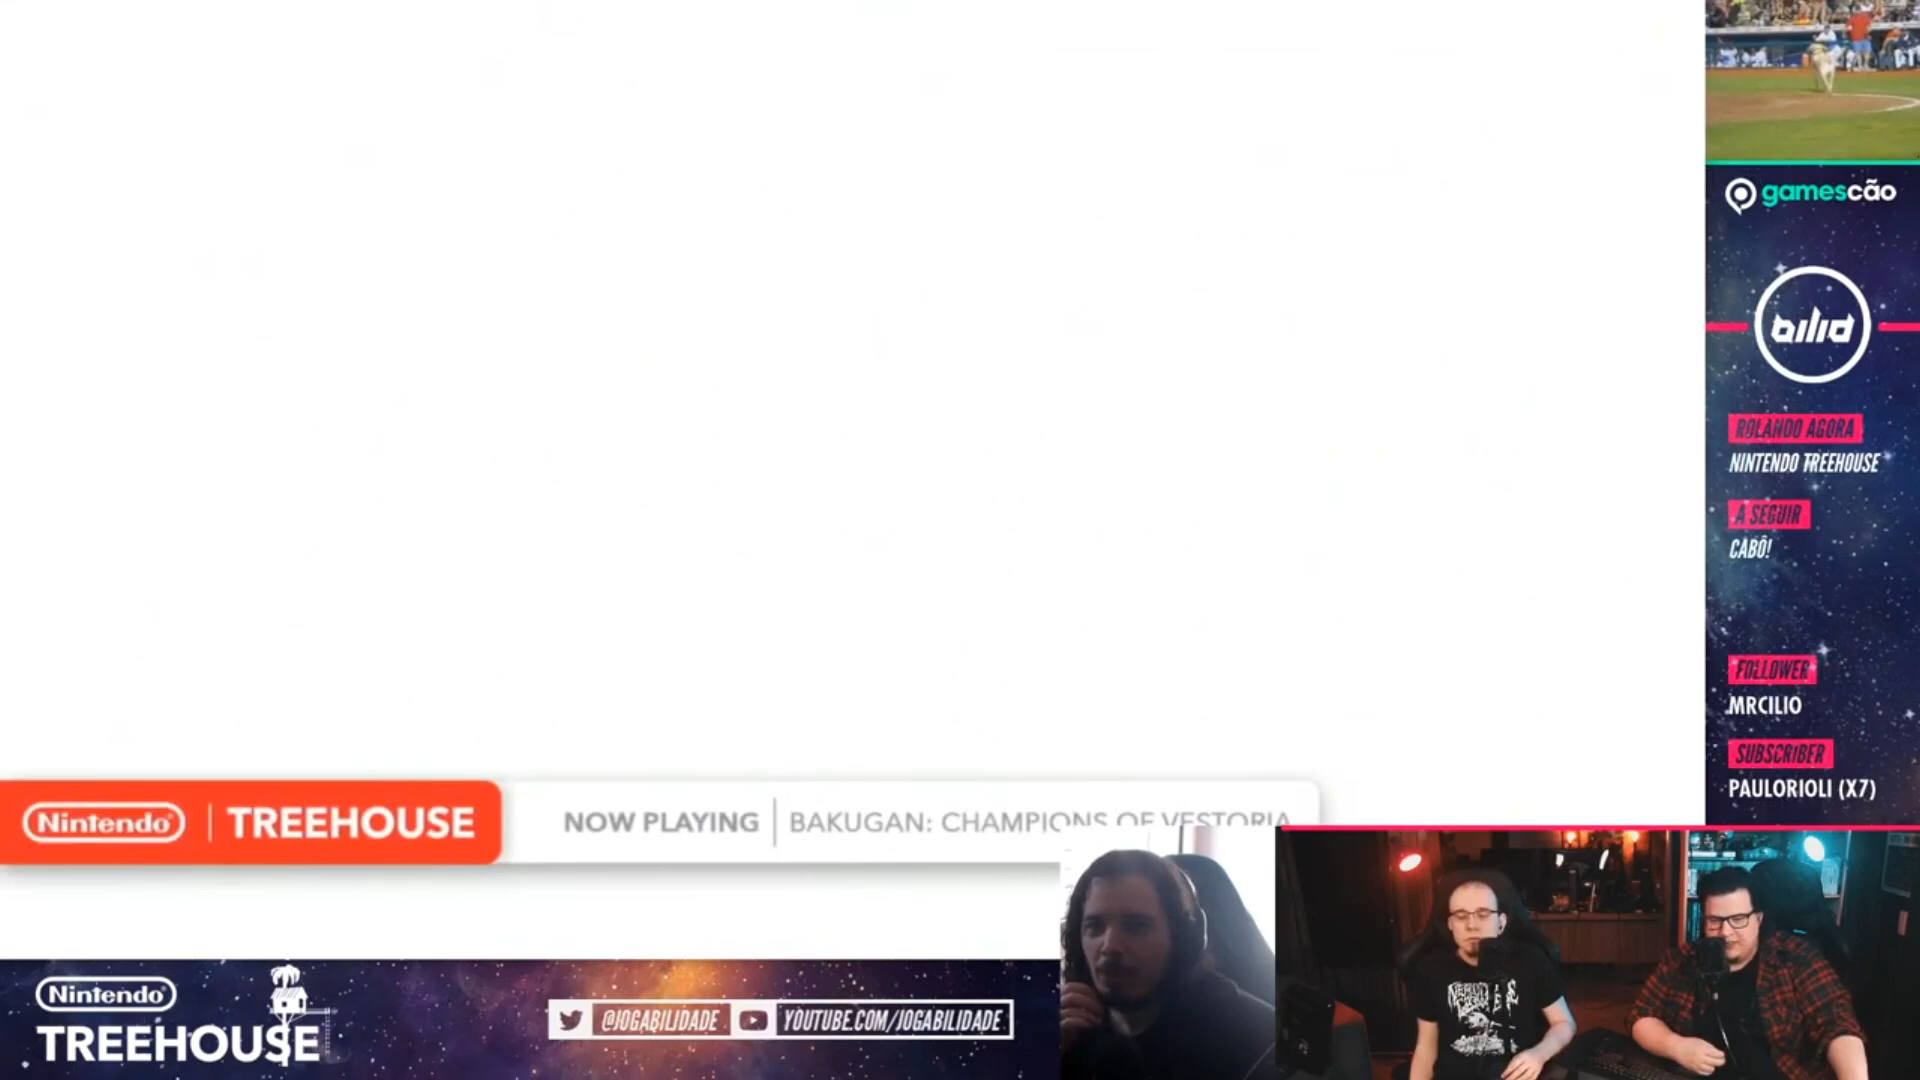 gamescão
bilid
ROLANDO AGORA
NINTENDO TREEHOUSE
A SEGUIR
CABÔ!
FOLLOWER
MRCILIO
SUBSCRIBER
PAULORIOLI (X7)
Nintendo TREEHOUSE
NOW PLAYING BAKUGAN: CHAMPIONS OF VESTORIA
Nintendo
TREEHOUSE
@JOGABILIDADE YOUTUBE.COM/JOGABILIDADE